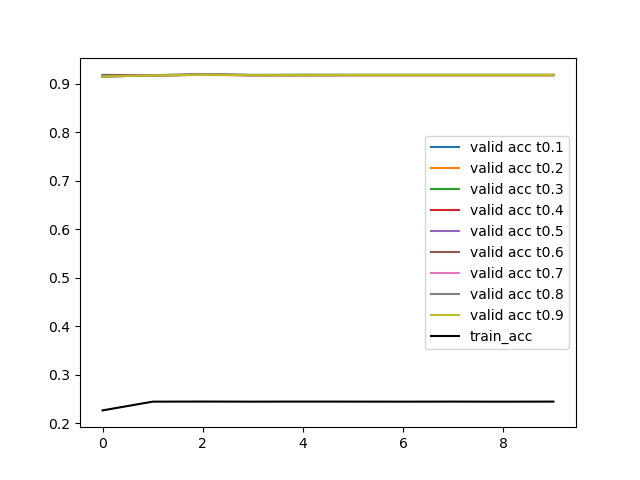 0.9
0.8
0.7
0.6
0.5
0.4
0.3
0.2
0 2 4 6 8
valid acc t0.1
valid acc t0.2
valid acc t0.3
valid acc t0.4
valid acc t0.5
valid acc t0.6
valid acc t0.7
valid acc t0.8
valid acc t0.9
train_acc